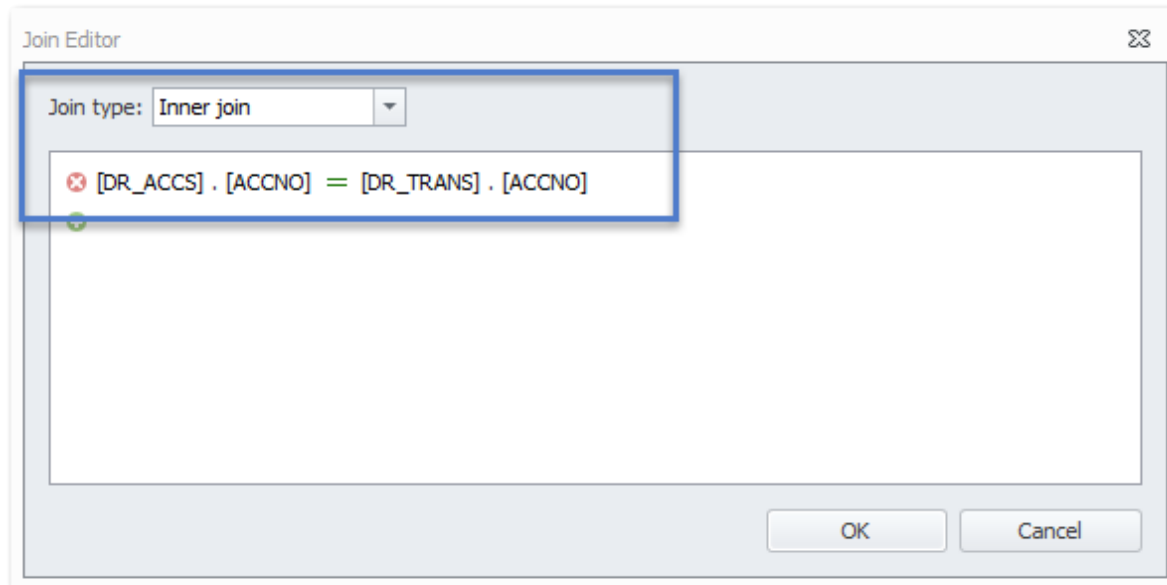 Join Editor
Join type: Inner join
[DR_ACCS] . [ACCNO] = [DR_TRANS] . [ACCNO]
OK Cancel